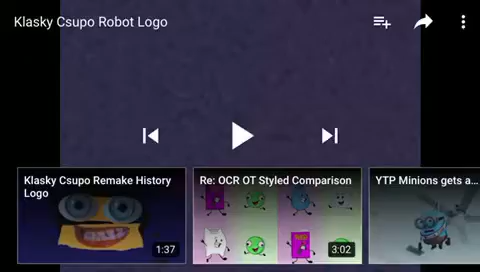 Klasky Csupo Robot Logo
Klasky Csupo Remake History
Logo
1:37
Re: OCR OT Styled Comparison
3:02
YTP Minions gets a...